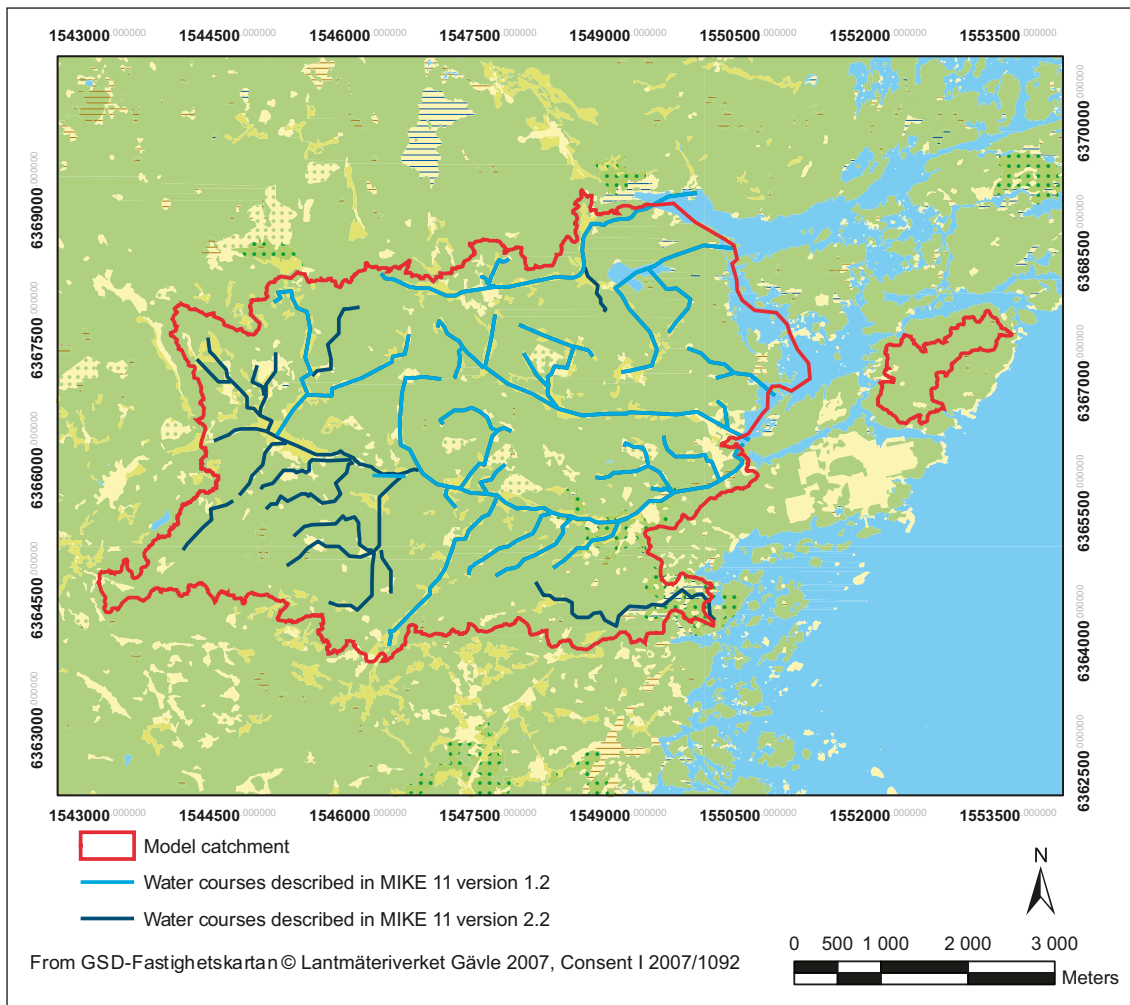 1543000.000000 1544500.000000 1546000.000000 1547500.000000 1549000.000000 1550500.000000 1552000.000000 1553500.000000
6369000.000000
6367500.000000
6366000.000000
6364500.000000
6363000.000000
6370000.000000
6368500.000000
6367000.000000
6365500.000000
6364000.000000
6362500.000000
1543000.000000 1544500.000000 1546000.000000 1547500.000000 1549000.000000 1550500.000000 1552000.000000 1553500.000000
Model catchment
Water courses described in MIKE 11 version 1.2
Water courses described in MIKE 11 version 2.2
From GSD-Fastighetskartan © Lantmäteriverket Gävle 2007, Consent I 2007/1092
N
0 500 1 000 2 000 3 000
Meters